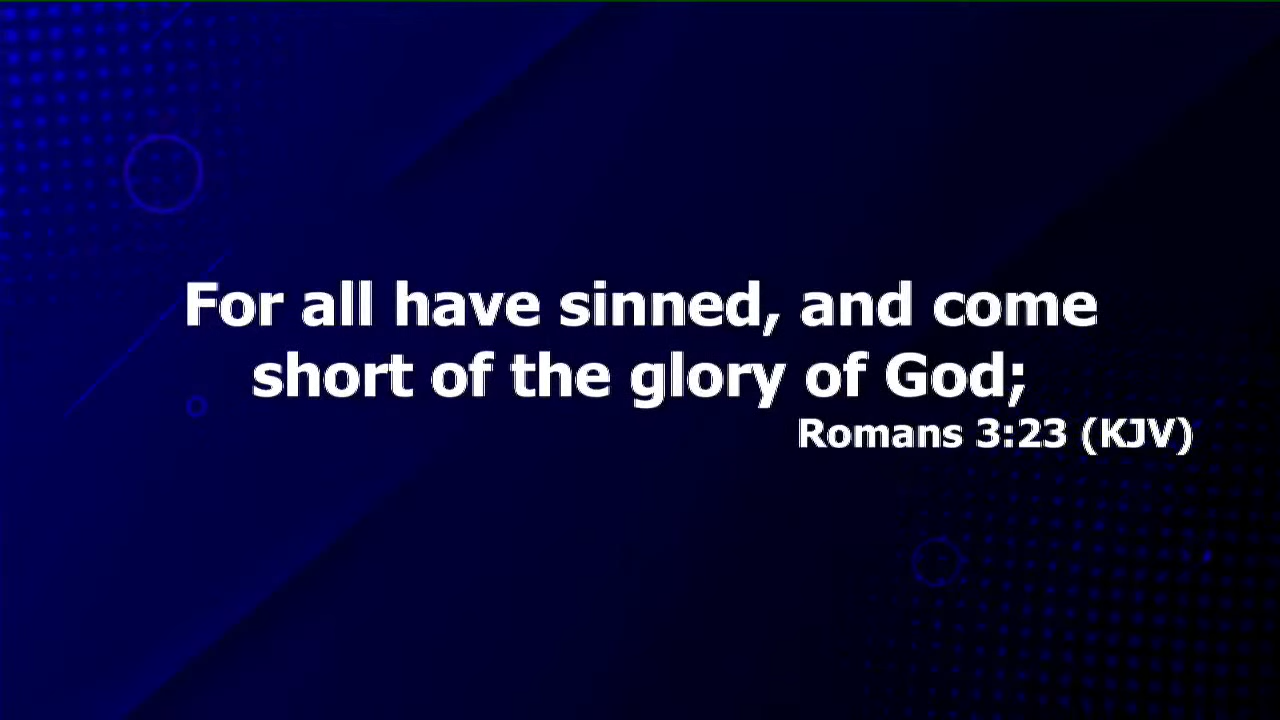 For all have sinned, and come
short of the glory of God;
Romans 3:23 (KJV)